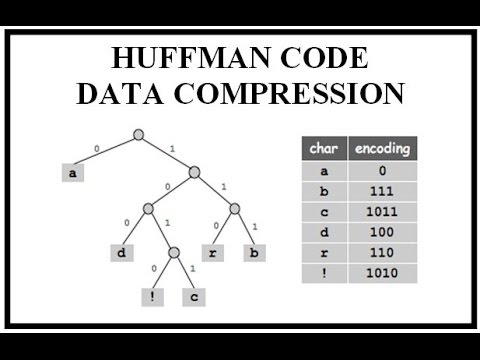 HUFFMAN CODE
DATA COMPRESSION
0 1
a
0 1
0 1 0 1
d r b
0 1
! c
char encoding
a 0
b 111
c 1011
d 100
r 110
! 1010